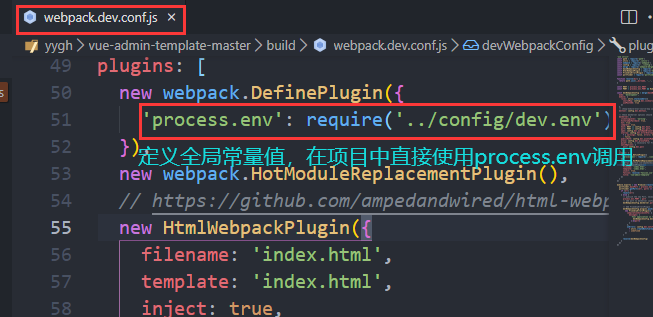 webpack.dev.conf.js ×
yygh > vue-admin-template-master > build > webpack.dev.conf.js > devWebpackConfig > plug
49 plugins: [
50 new webpack.DefinePlugin({
51 'process.env': require('../config/dev.env')
52 }),
定义全局常量值，在项目中直接使用process.env调用
53 new webpack.HotModuleReplacementPlugin(),
54 // https://github.com/ampedandwired/html-webp
55 new HtmlWebpackPlugin({
56 filename: 'index.html',
57 template: 'index.html',
58 inject: true,